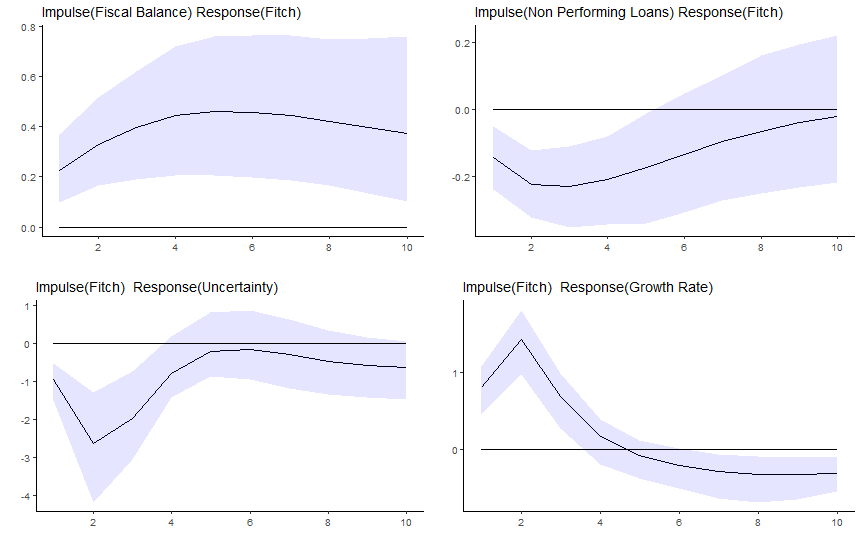 Impulse(Fiscal Balance) Response(Fitch)
0.8
0.6
0.4
0.2
0.0
2 4 6 8 10
Impulse(Non Performing Loans) Response(Fitch)
0.2
0.0
-0.2
2 4 6 8 10
Impulse(Fitch)  Response(Uncertainty)
1
0
-1
-2
-3
-4
2 4 6 8 10
Impulse(Fitch)  Response(Growth Rate)
1
0
2 4 6 8 10